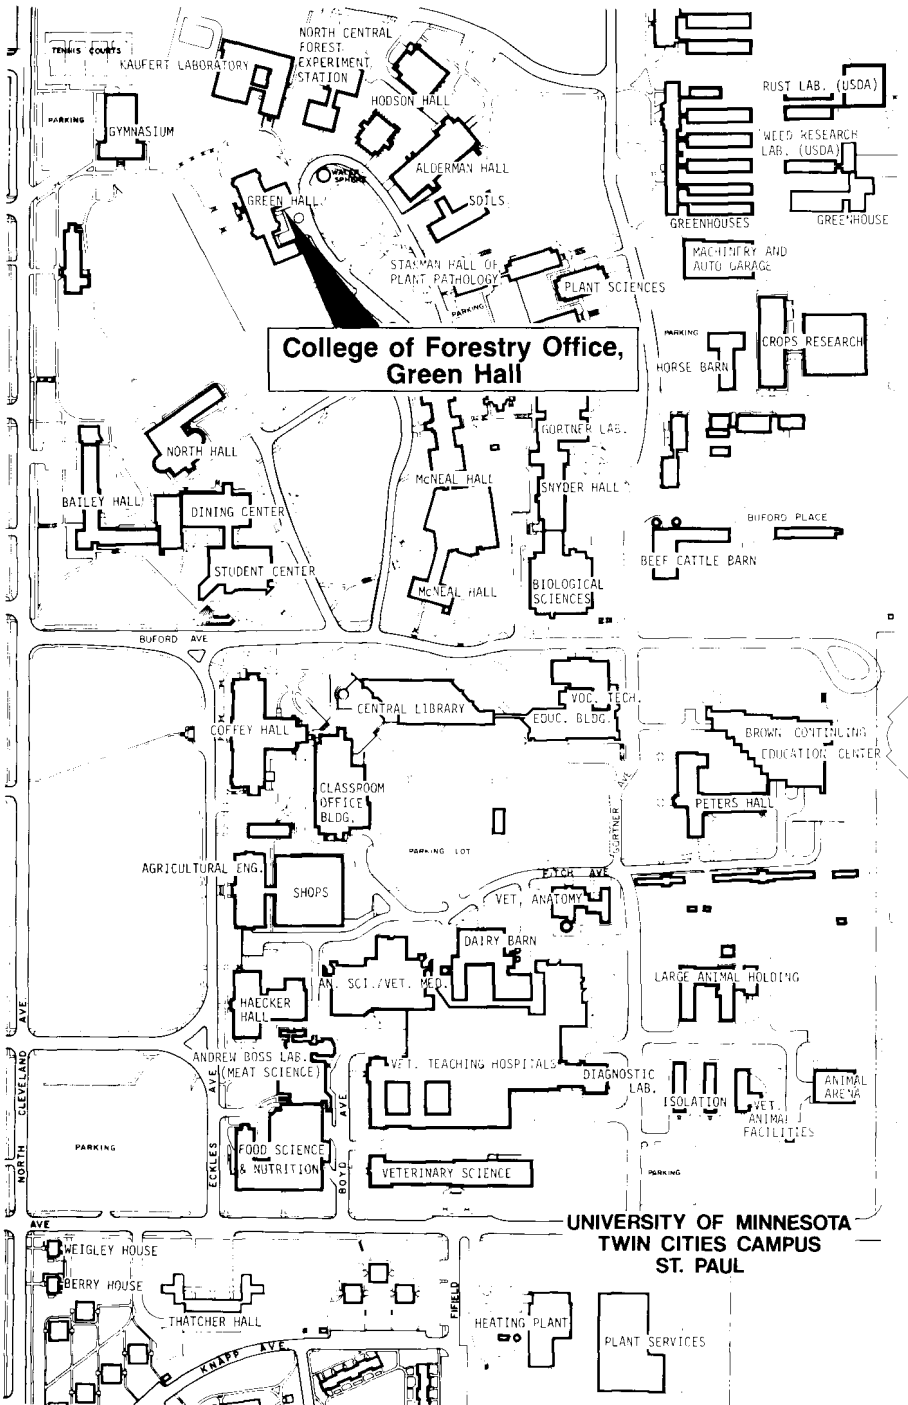 TENNIS COURTS
KAUFERT LABORATORY
NORTH CENTRAL
FOREST
EXPERIMENT
STATION
HODSON HALL
RUST LAB. (USDA)
PARKING
GYMNASIUM
WEED RESEARCH
LAB. (USDA)
ALDERMAN HALL
GREEN HALL
SOILS
GREENHOUSES
GREENHOUSE
STAKMAN HALL OF
PLANT PATHOLOGY
MACHINERY AND
AUTO GARAGE
PLANT SCIENCES
PARKING
PARKING
College of Forestry Office,
Green Hall
HORSE BARN
CROPS RESEARCH
GORTNER LAB.
NORTH HALL
McNEAL HALL
SNYDER HALL
BAILEY HALL
DINING CENTER
BUFORD PLACE
BEEF CATTLE BARN
STUDENT CENTER
McNEAL HALL
BIOLOGICAL
SCIENCES
BUFORD AVE
VOC. TECH.
EDUC. BLDG.
CENTRAL LIBRARY
COFFEY HALL
BROWN CONTINUING
EDUCATION CENTER
CLASSROOM
OFFICE
BLDG.
PETERS HALL
GORTNER AVE
PARKING LOT
AGRICULTURAL ENG.
SHOPS
FITCH AVE
VET. ANATOMY
DAIRY BARN
AN. SCI./VET. MED.
LARGE ANIMAL HOLDING
HAECKER
HALL
NORTH CLEVELAND AVE.
ANDREW BOSS LAB.
(MEAT SCIENCE)
VET. TEACHING HOSPITALS
DIAGNOSTIC
LAB.
ISOLATION
VET.
ANIMAL
FACILITIES
ANIMAL
ARENA
ECKLES AVE
BOYD AVE
PARKING
FOOD SCIENCE
& NUTRITION
VETERINARY SCIENCE
PARKING
UNIVERSITY OF MINNESOTA
TWIN CITIES CAMPUS
ST. PAUL
AVE
WEIGLEY HOUSE
BERRY HOUSE
THATCHER HALL
FIFIELD
HEATING PLANT
PLANT SERVICES
KNAPP AVE.